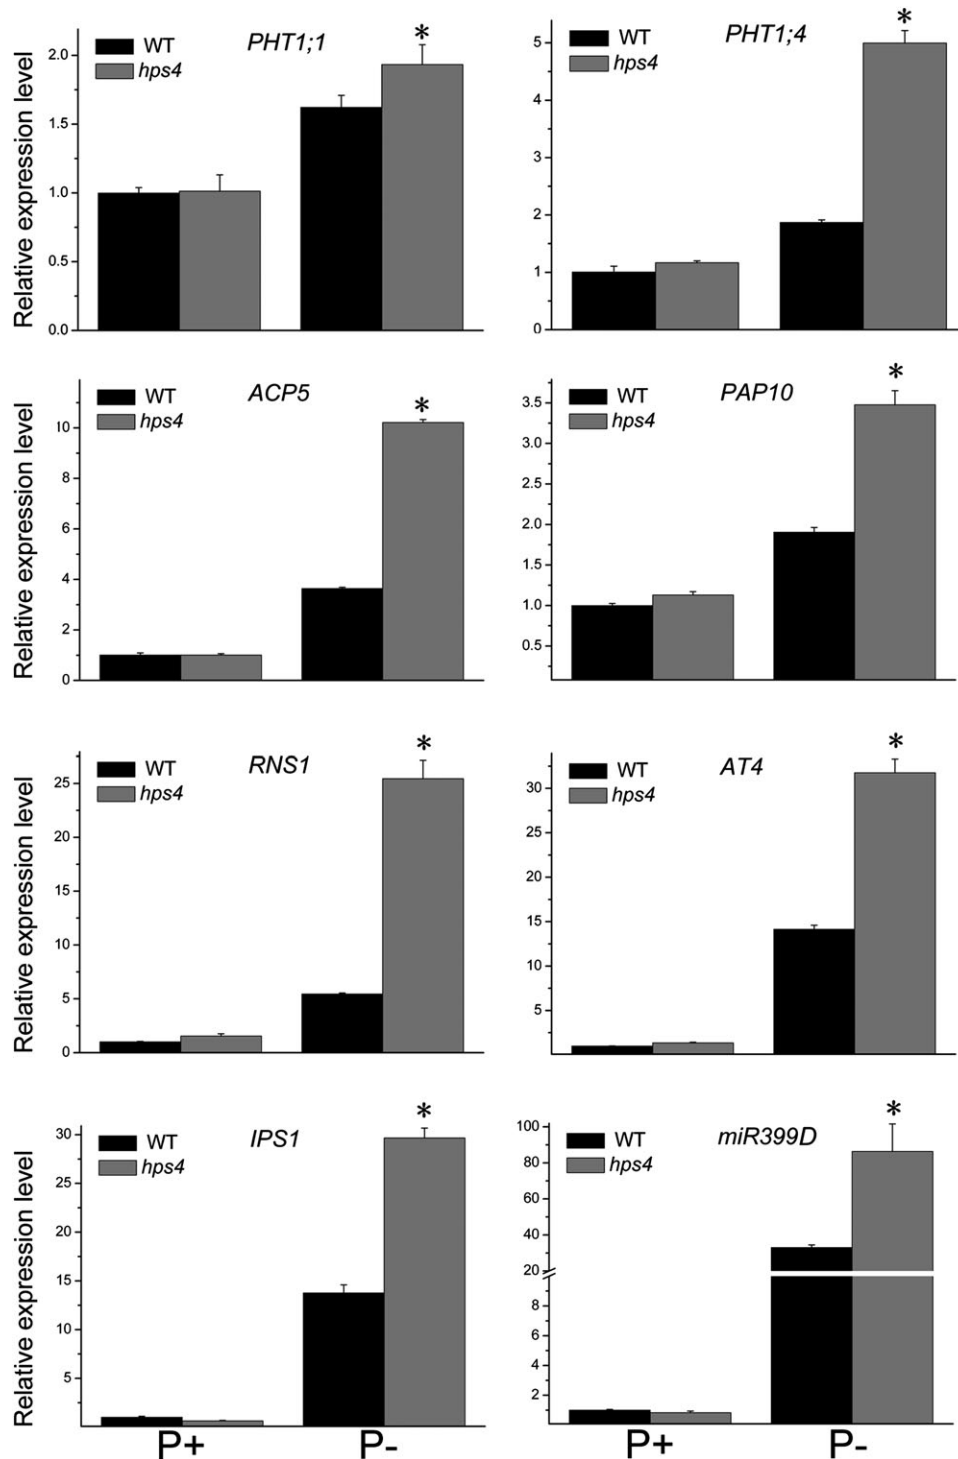 PHT1;1
WT
hps4
*
Relative expression level
2.0
1.5
1.0
0.5
0.0
PHT1;4
WT
hps4
*
5
4
3
2
1
0
ACP5
WT
hps4
*
Relative expression level
10
8
6
4
2
0
PAP10
WT
hps4
*
3.5
3.0
2.5
2.0
1.5
1.0
0.5
RNS1
WT
hps4
*
Relative expression level
25
20
15
10
5
0
AT4
WT
hps4
*
30
25
20
15
10
5
IPS1
WT
hps4
*
Relative expression level
30
25
20
15
10
5
P+ P-
miR399D
WT
hps4
*
100
80
60
40
20
8
6
4
2
P+ P-